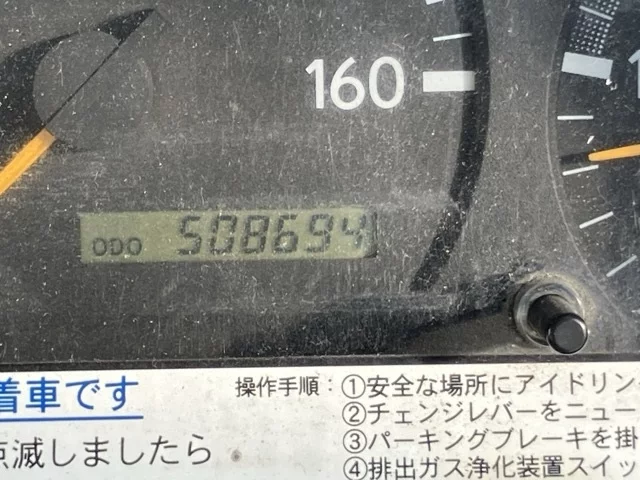 160
ODO 508694
着車です
点滅しましたら
操作手順：①安全な場所にアイドリン
②チェンジレバーをニュー
③パーキングブレーキを掛
④排出ガス浄化装置スイッ